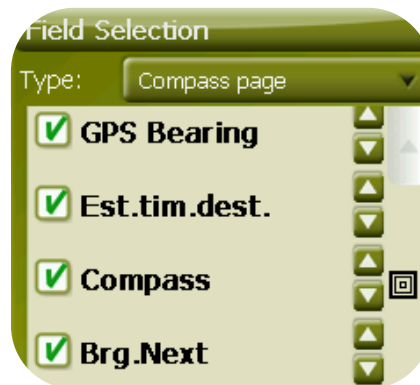 Field Selection
Type: Compass page
GPS Bearing
Est.tim.dest.
Compass
Brg.Next